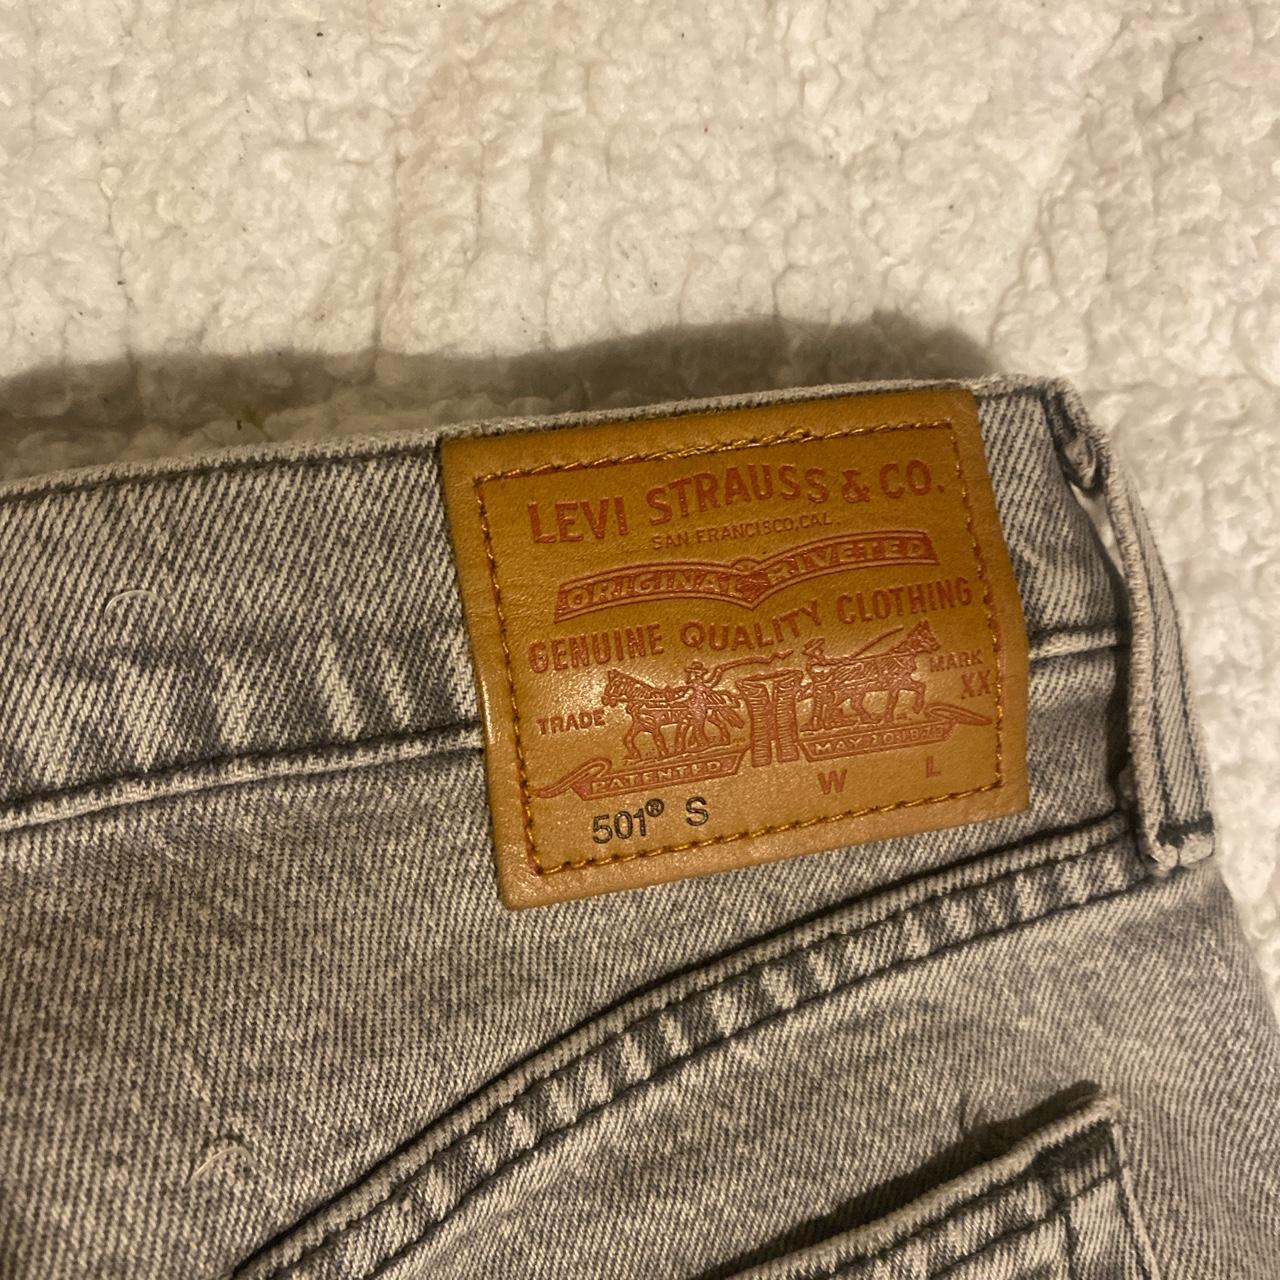 LEVI STRAUSS & CO.
SAN FRANCISCO, CAL.
ORIGINAL RIVETED
GENUINE QUALITY CLOTHING
TRADE MARK
XX
PATENTED MAY 20 1873
W L
501® S